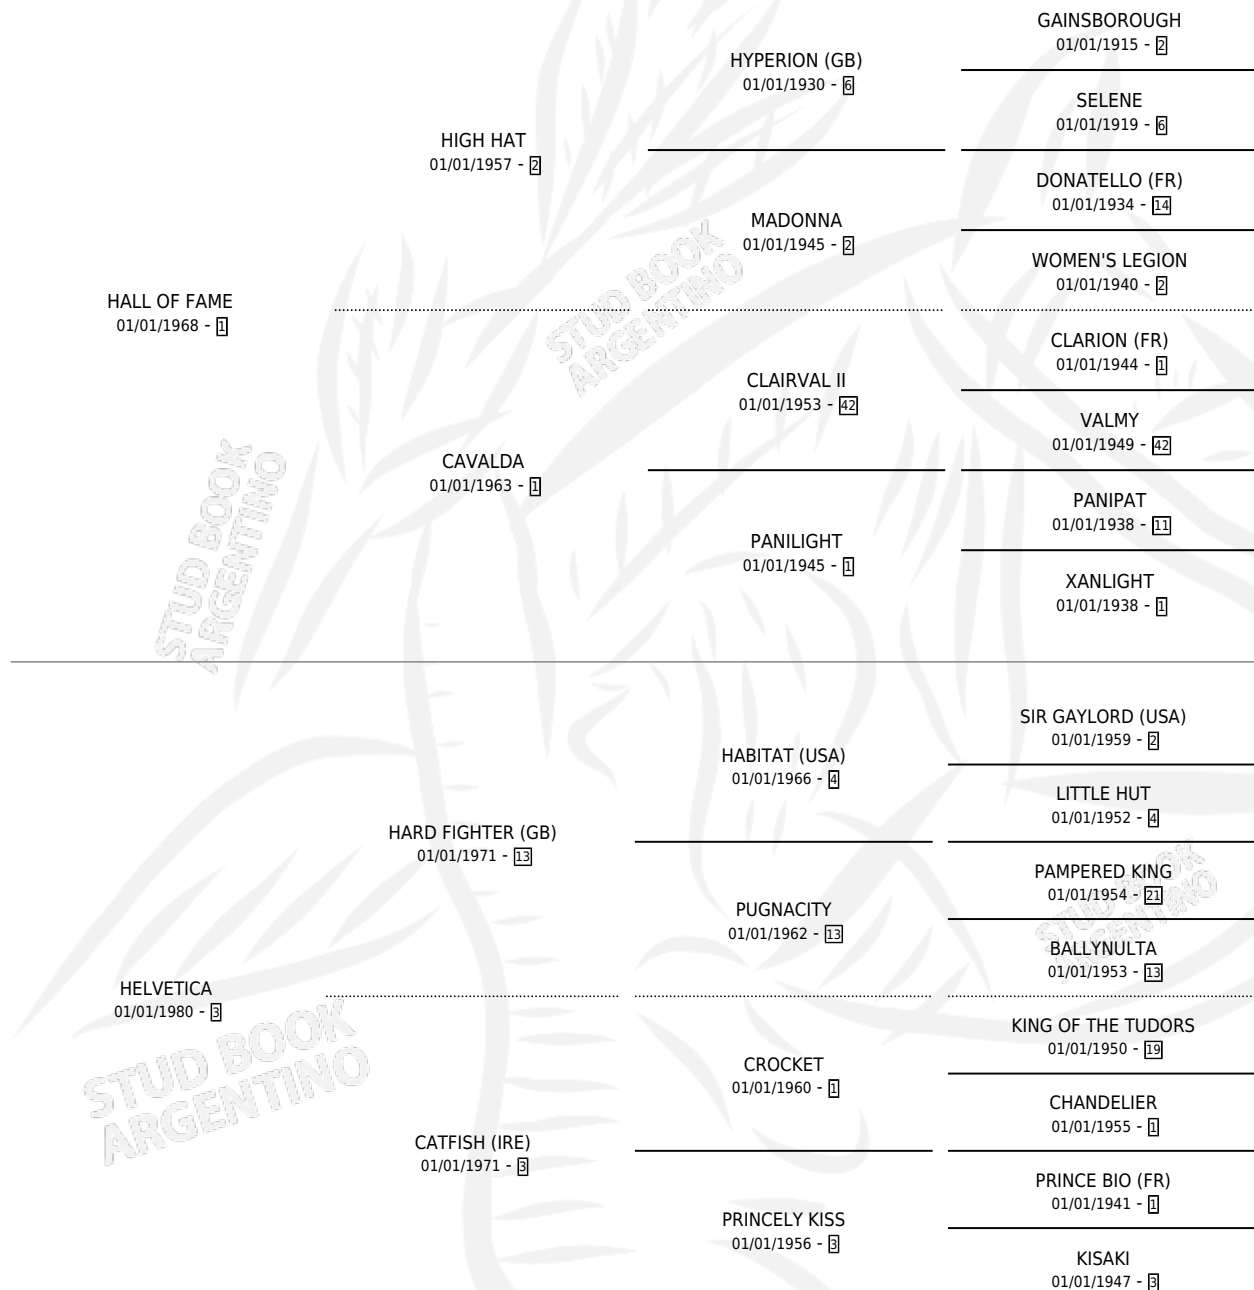 GAINSBOROUGH
01/01/1915 - 2
HYPERION (GB)
01/01/1930 - 6
SELENE
01/01/1919 - 6
HIGH HAT
01/01/1957 - 2
DONATELLO (FR)
01/01/1934 - 14
MADONNA
01/01/1945 - 2
WOMEN'S LEGION
01/01/1940 - 2
HALL OF FAME
01/01/1968 - 1
STUD BOOK
ARGENTINO
CLARION (FR)
01/01/1944 - 1
CLAIRVAL II
01/01/1953 - 42
VALMY
01/01/1949 - 42
CAVALDA
01/01/1963 - 1
PANIPAT
01/01/1938 - 11
PANILIGHT
01/01/1945 - 1
XANLIGHT
01/01/1938 - 1
STUD BOOK
ARGENTINO
SIR GAYLORD (USA)
01/01/1959 - 2
HABITAT (USA)
01/01/1966 - 4
LITTLE HUT
01/01/1952 - 4
HARD FIGHTER (GB)
01/01/1971 - 13
PAMPERED KING
01/01/1954 - 21
PUGNACITY
01/01/1962 - 13
STUD BOOK
ARGENTINO
BALLYNULTA
01/01/1953 - 13
HELVETICA
01/01/1980 - 3
STUD BOOK
ARGENTINO
KING OF THE TUDORS
01/01/1950 - 19
CROCKET
01/01/1960 - 1
CHANDELIER
01/01/1955 - 1
CATFISH (IRE)
01/01/1971 - 3
PRINCE BIO (FR)
01/01/1941 - 1
PRINCELY KISS
01/01/1956 - 3
KISAKI
01/01/1947 - 3